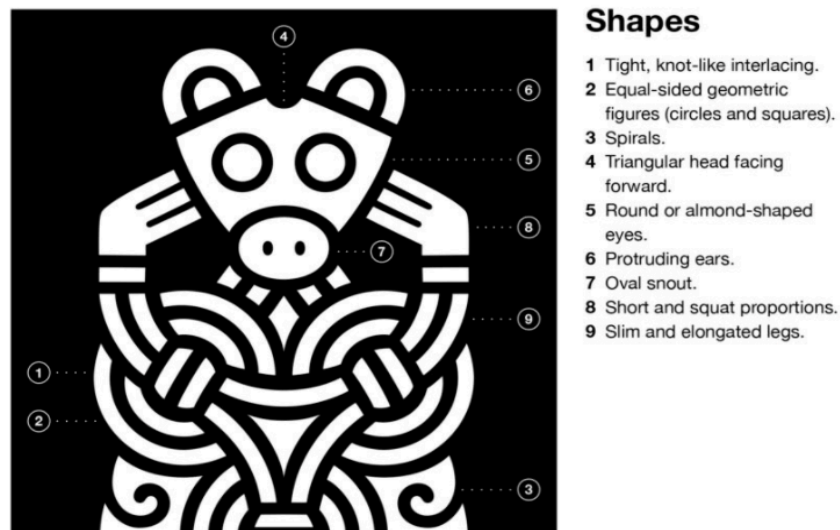 Shapes
1 Tight, knot-like interlacing.
2 Equal-sided geometric
figures (circles and squares).
3 Spirals.
4 Triangular head facing
forward.
5 Round or almond-shaped
eyes.
6 Protruding ears.
7 Oval snout.
8 Short and squat proportions.
9 Slim and elongated legs.
4
6
5
8
7
9
1
2
3